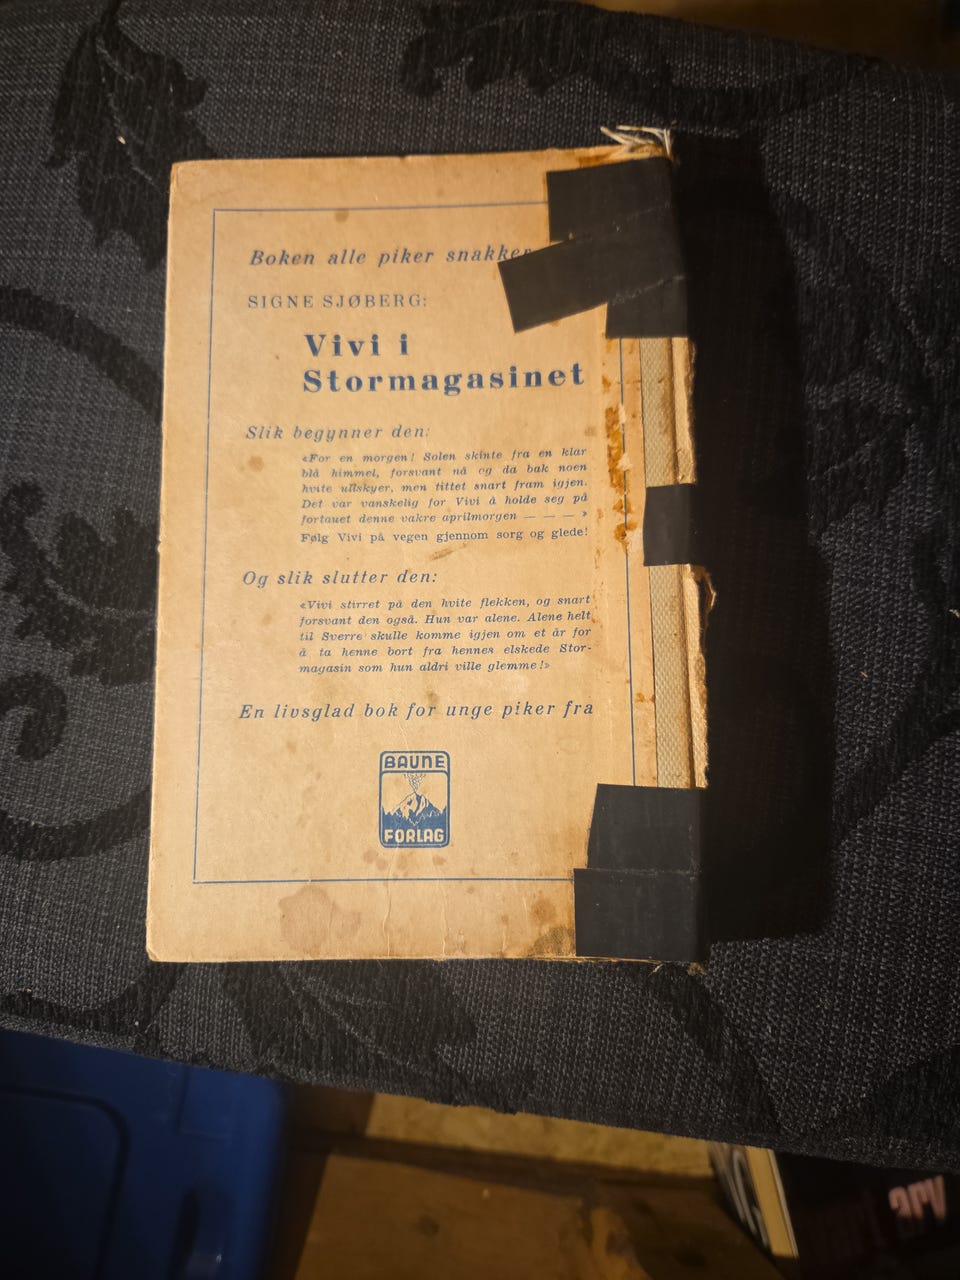 Boken alle piker snakker
SIGNE SJØBERG:
Vivi i
Stormagasinet
Slik begynner den:
«For en morgen! Solen skinte fra en klar
blå himmel, forsvant nå og da bak noen
hvite ullskyer, men tittet snart fram igjen.
Det var vanskelig for Vivi å holde seg på
fortauet denne vakre aprilmorgen — — — »
Følg Vivi på vegen gjennom sorg og glede!
Og slik slutter den:
«Vivi stirret på den hvite flekken, og snart
forsvant den også. Hun var alene. Alene helt
til Sverre skulle komme igjen om et år for
å ta henne bort fra hennes elskede Stor-
magasin som hun aldri ville glemme!»
En livsglad bok for unge piker fra
BAUNE
FORLAG